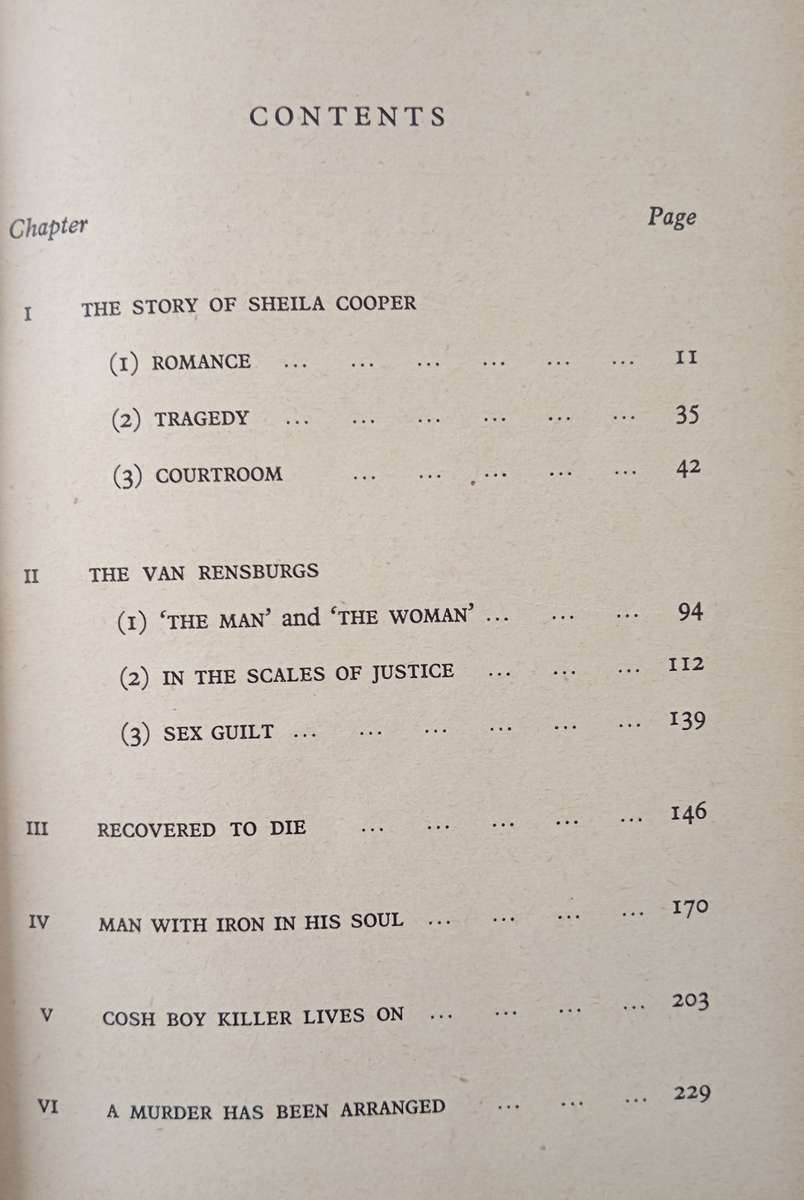 CONTENTS
Chapter Page
I THE STORY OF SHEILA COOPER
(1) ROMANCE ... ... ... ... ... ... 11
(2) TRAGEDY ... ... ... ... ... ... 35
(3) COURTROOM ... ... ... ... ... 42
II THE VAN RENSBURGS
(1) ‘THE MAN’ and ‘THE WOMAN’ ... ... ... 94
(2) IN THE SCALES OF JUSTICE ... ... ... 112
(3) SEX GUILT ... ... ... ... ... ... 139
III RECOVERED TO DIE ... ... ... ... ... 146
IV MAN WITH IRON IN HIS SOUL ... ... ... ... 170
V COSH BOY KILLER LIVES ON ... ... ... ... 203
VI A MURDER HAS BEEN ARRANGED ... ... ... 229